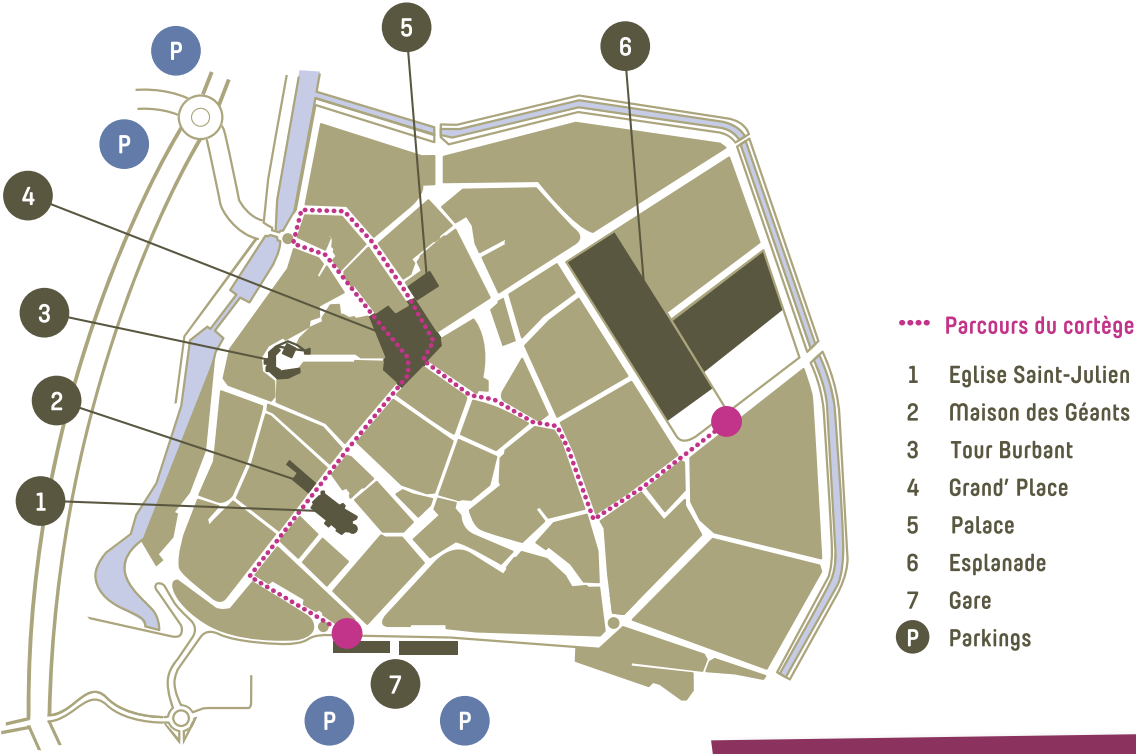 5
6
P
P
4
3
2
1
7
P
P
Parcours du cortège
1 Eglise Saint-Julien
2 Maison des Géants
3 Tour Burbant
4 Grand' Place
5 Palace
6 Esplanade
7 Gare
P Parkings